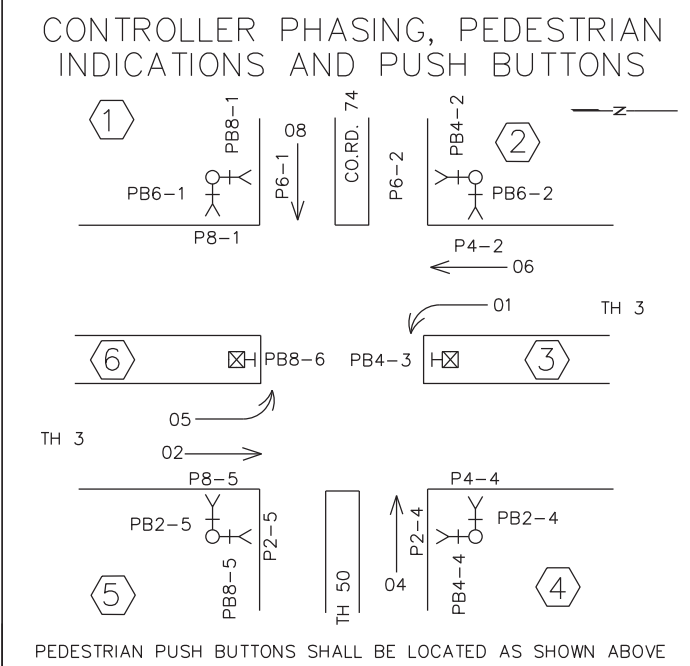 CONTROLLER PHASING, PEDESTRIAN
INDICATIONS AND PUSH BUTTONS
1
PB8-1
08
P6-1
CO.RD. 74
P6-2
PB4-2
2
N
PB6-1
PB6-2
P8-1
P4-2
06
01
TH 3
6
PB8-6
PB4-3
3
05
TH 3
02
P8-5
P4-4
PB2-5
P2-5
P2-4
PB2-4
PB8-5
TH 50
04
PB4-4
5
4
PEDESTRIAN PUSH BUTTONS SHALL BE LOCATED AS SHOWN ABOVE